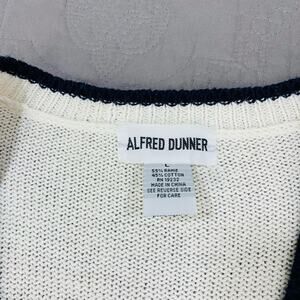 ALFRED DUNNER
L
55% RAMIE
45% COTTON
RN 19232
MADE IN CHINA
SEE REVERSE SIDE
FOR CARE